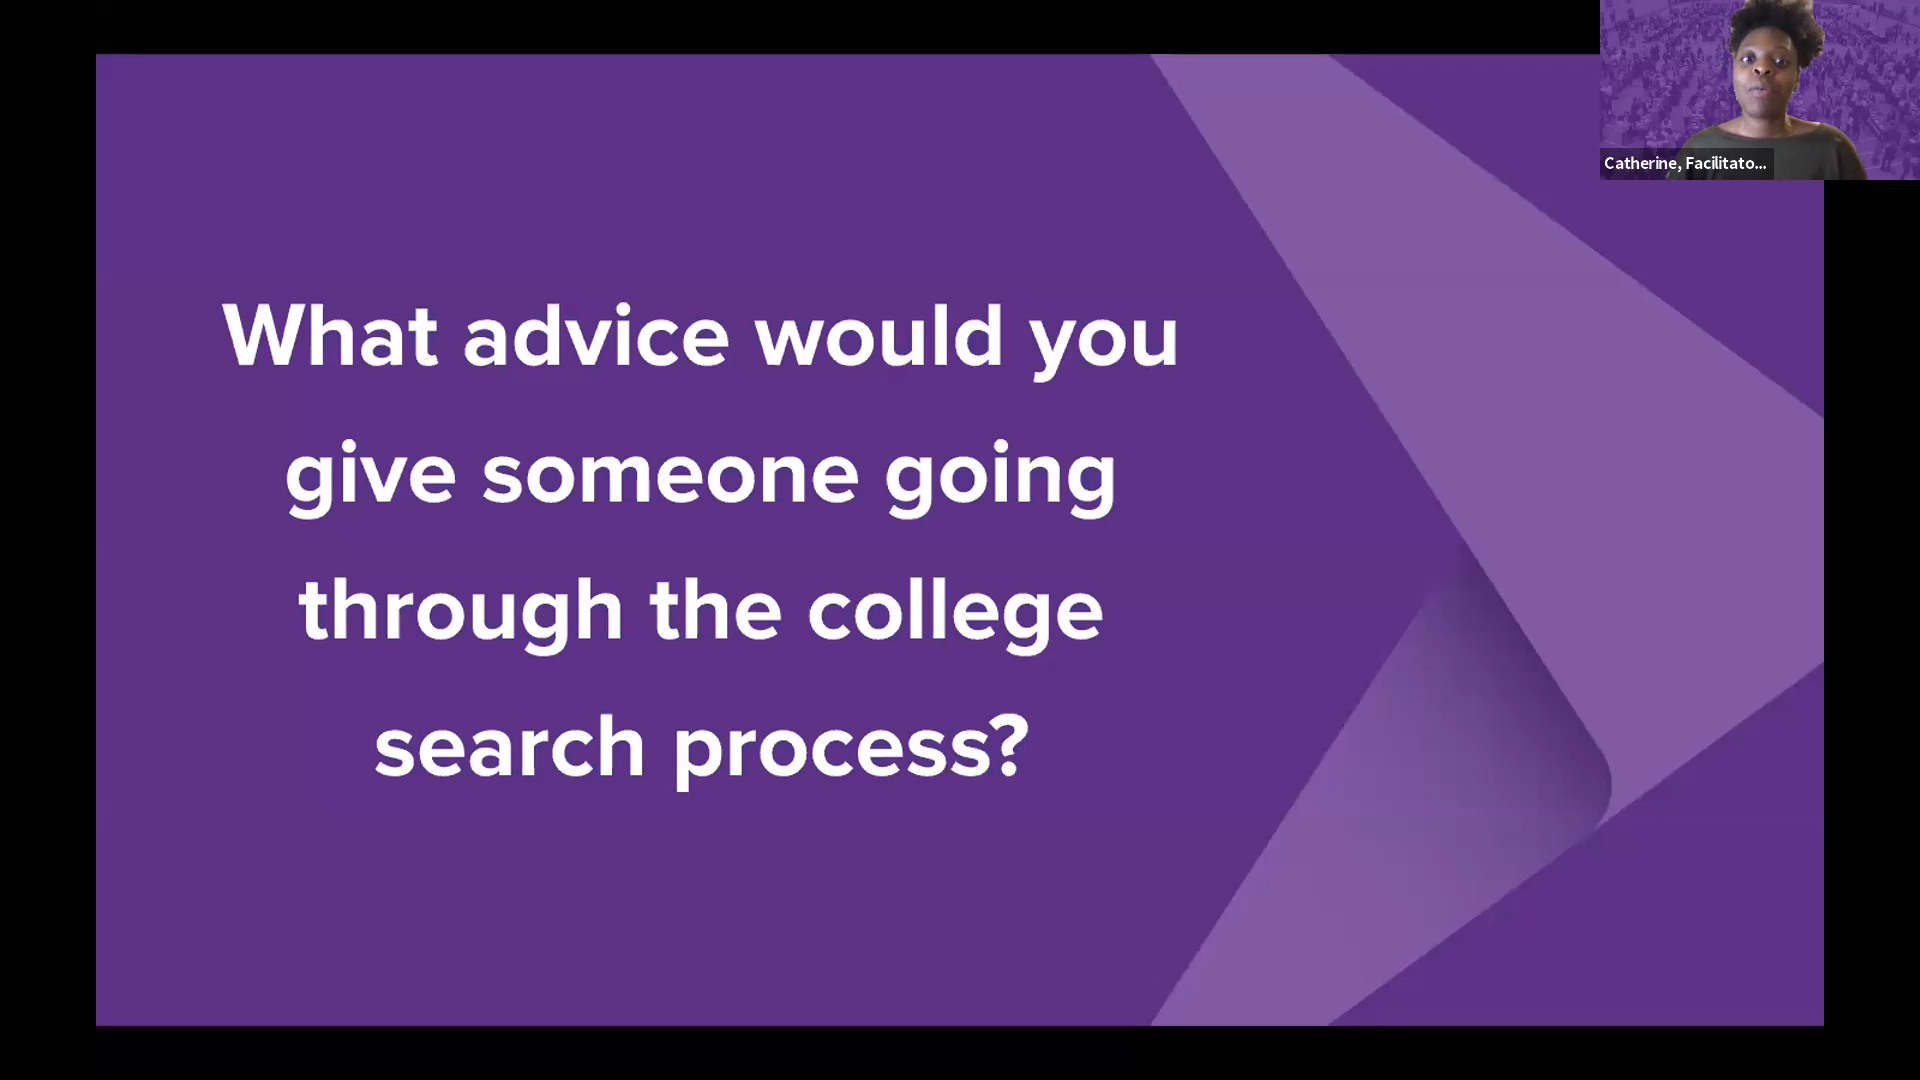 What advice would you
give someone going
through the college
search process?
Catherine, Facilitato...